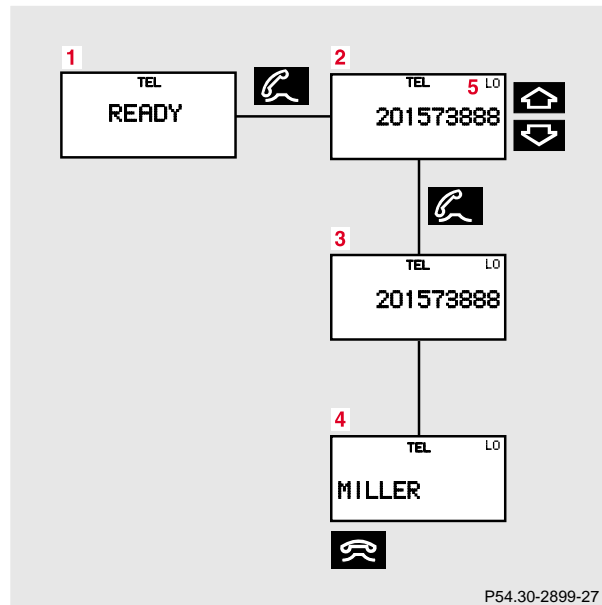 1
TEL
READY
2
TEL 5 LO
201573888
3
TEL LO
201573888
4
TEL LO
MILLER
P54.30-2899-27